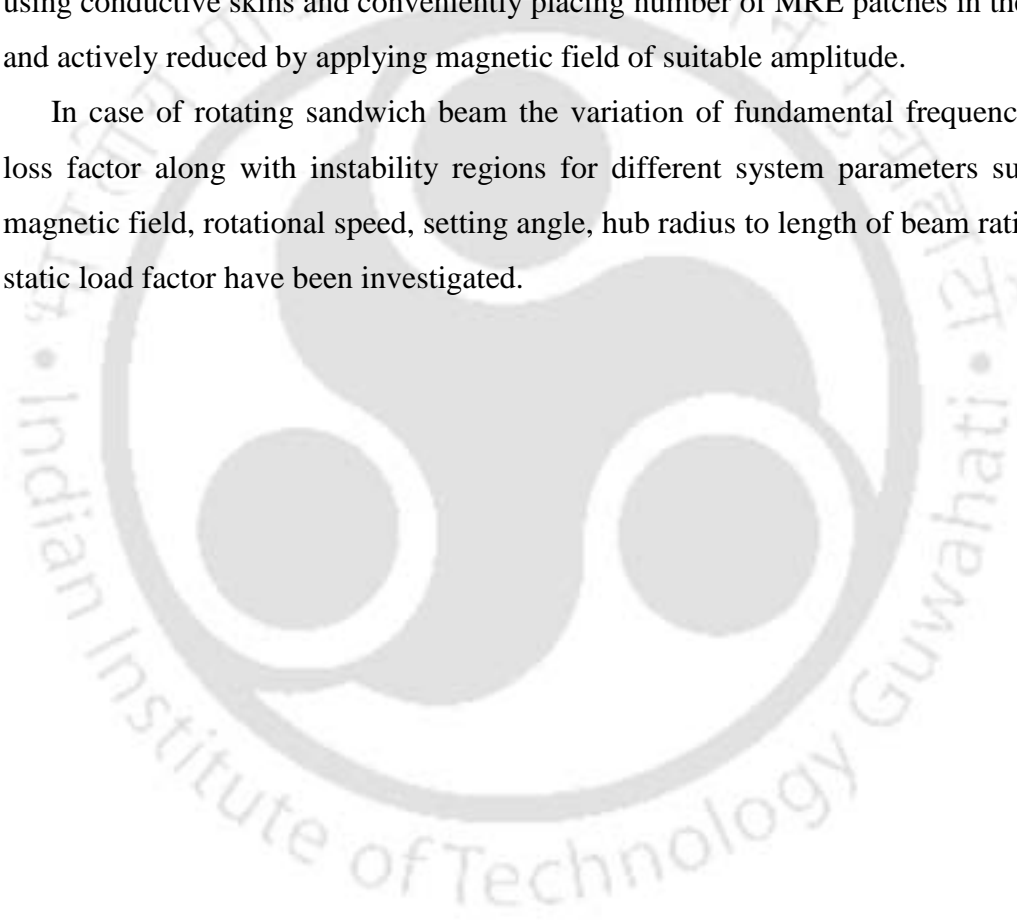 using conductive skins and conveniently placing number of MRE patches in the
and actively reduced by applying magnetic field of suitable amplitude.
In case of rotating sandwich beam the variation of fundamental frequenc
loss factor along with instability regions for different system parameters su
magnetic field, rotational speed, setting angle, hub radius to length of beam rati
static load factor have been investigated.
Indian Institute of Technology Guwahati